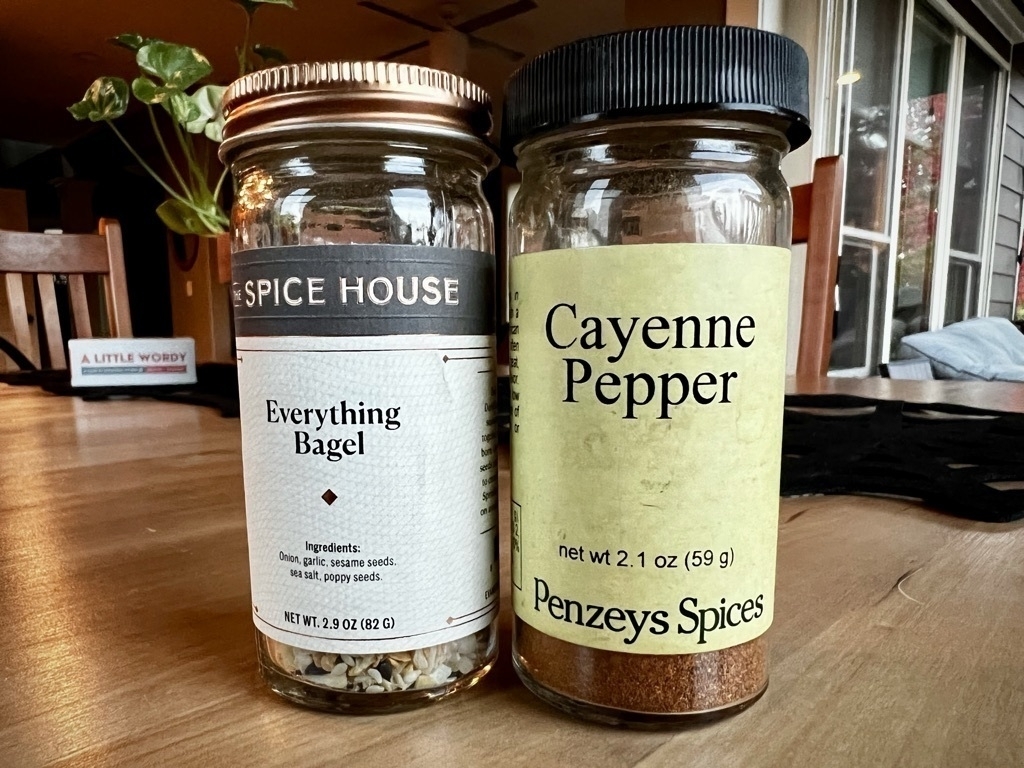 THE SPICE HOUSE
Everything
Bagel
Ingredients:
Onion, garlic, sesame seeds.
sea salt, poppy seeds.
NET WT. 2.9 OZ (82 G)
Cayenne
Pepper
net wt 2.1 oz (59 g)
Penzeys Spices
A LITTLE WORDY